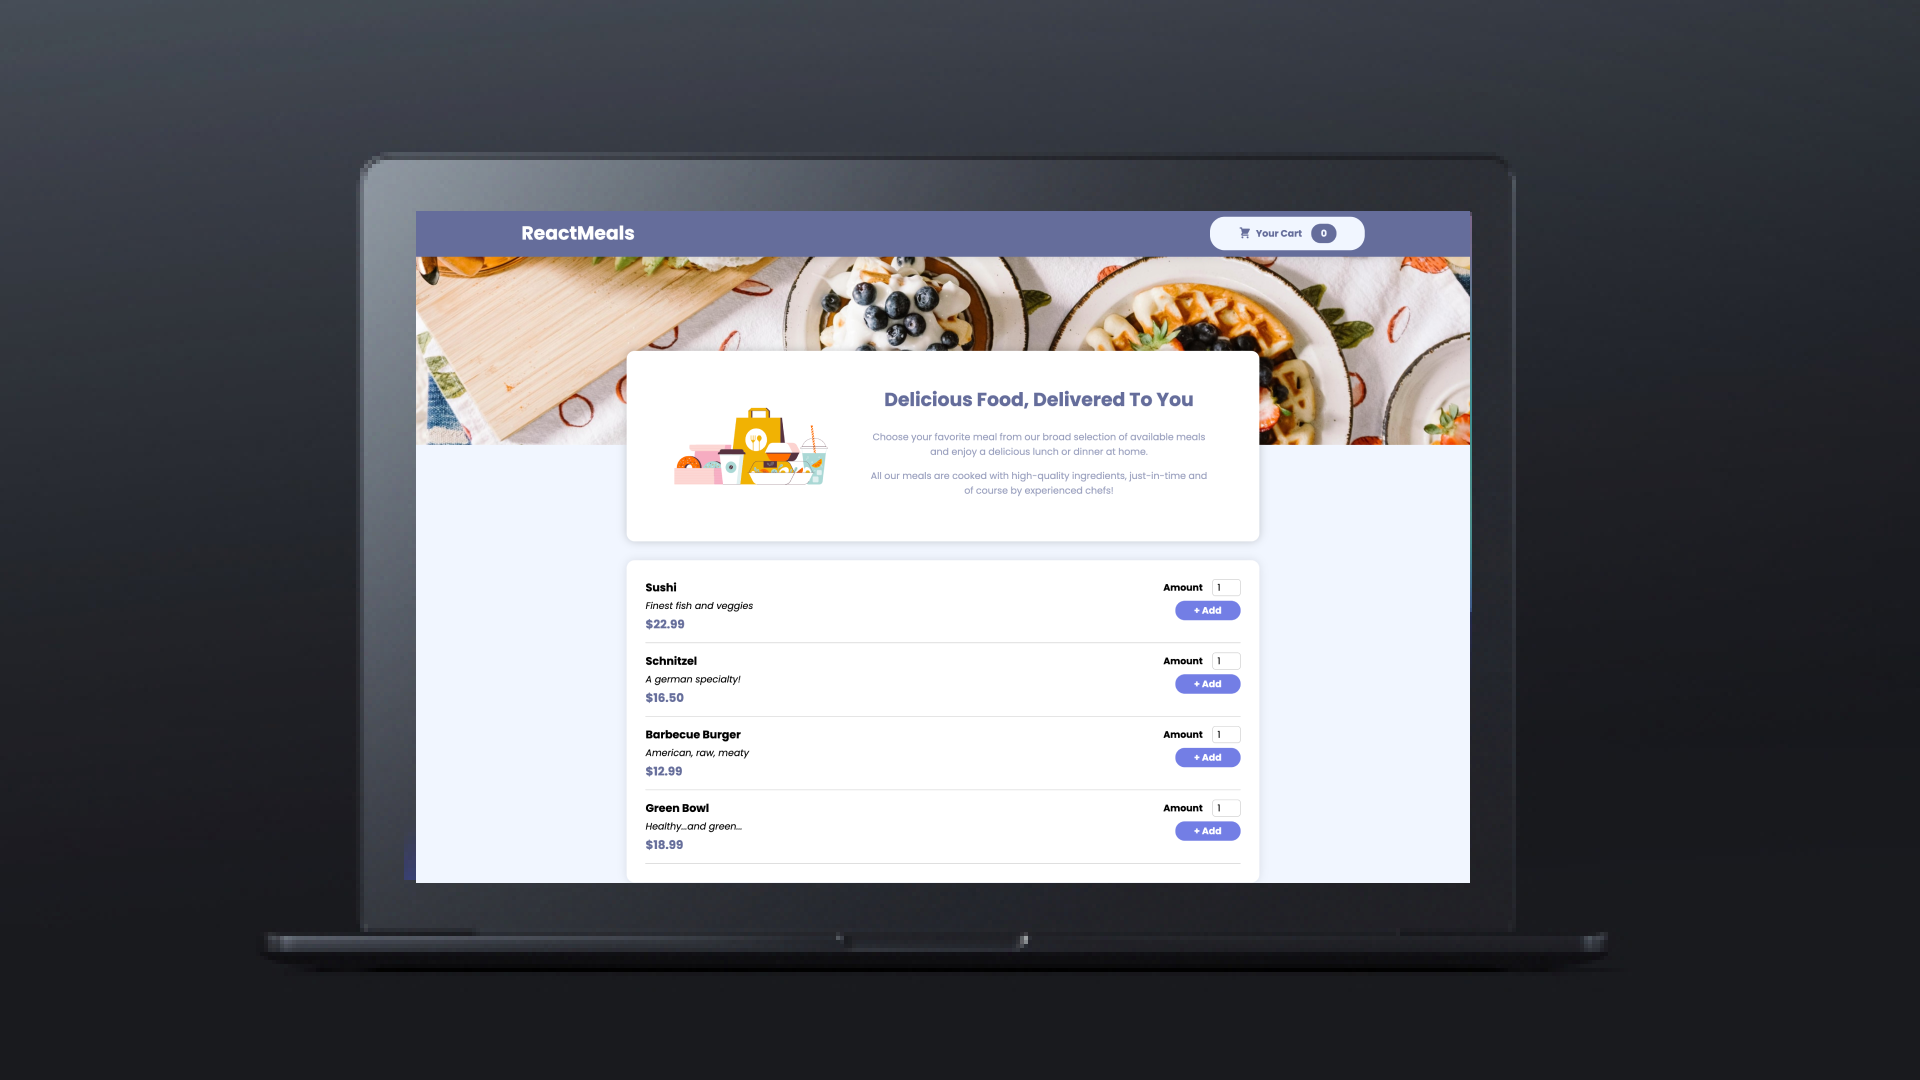 ReactMeals
Your Cart 0
Delicious Food, Delivered To You
Choose your favorite meal from our broad selection of available meals
and enjoy a delicious lunch or dinner at home.
All our meals are cooked with high-quality ingredients, just-in-time and
of course by experienced chefs!
Sushi
Finest fish and veggies
$22.99
Amount 1
+ Add
Schnitzel
A german specialty!
$16.50
Amount 1
+ Add
Barbecue Burger
American, raw, meaty
$12.99
Amount 1
+ Add
Green Bowl
Healthy...and green...
$18.99
Amount 1
+ Add